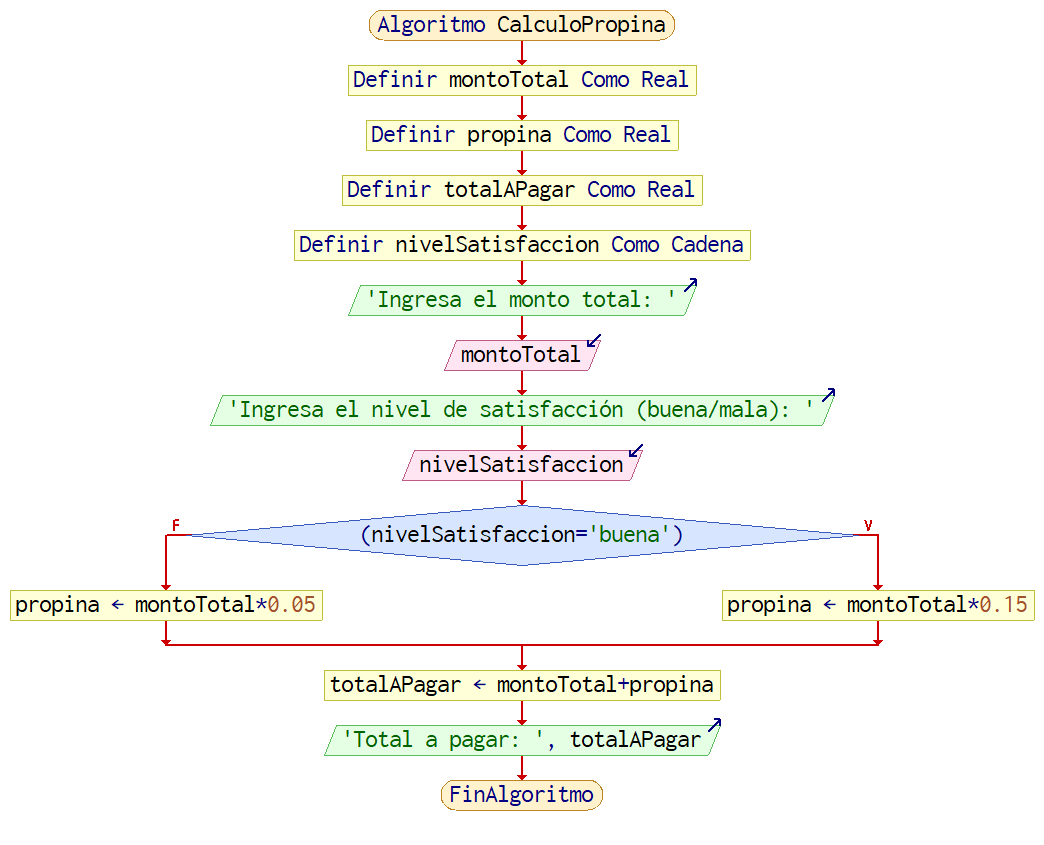 Algoritmo CalculoPropina
Definir montoTotal Como Real
Definir propina Como Real
Definir totalAPagar Como Real
Definir nivelSatisfaccion Como Cadena
'Ingresa el monto total: '
montoTotal
'Ingresa el nivel de satisfacción (buena/mala): '
nivelSatisfaccion
(nivelSatisfaccion='buena')
F
V
propina ← montoTotal*0.05
propina ← montoTotal*0.15
totalAPagar ← montoTotal+propina
'Total a pagar: ', totalAPagar
FinAlgoritmo